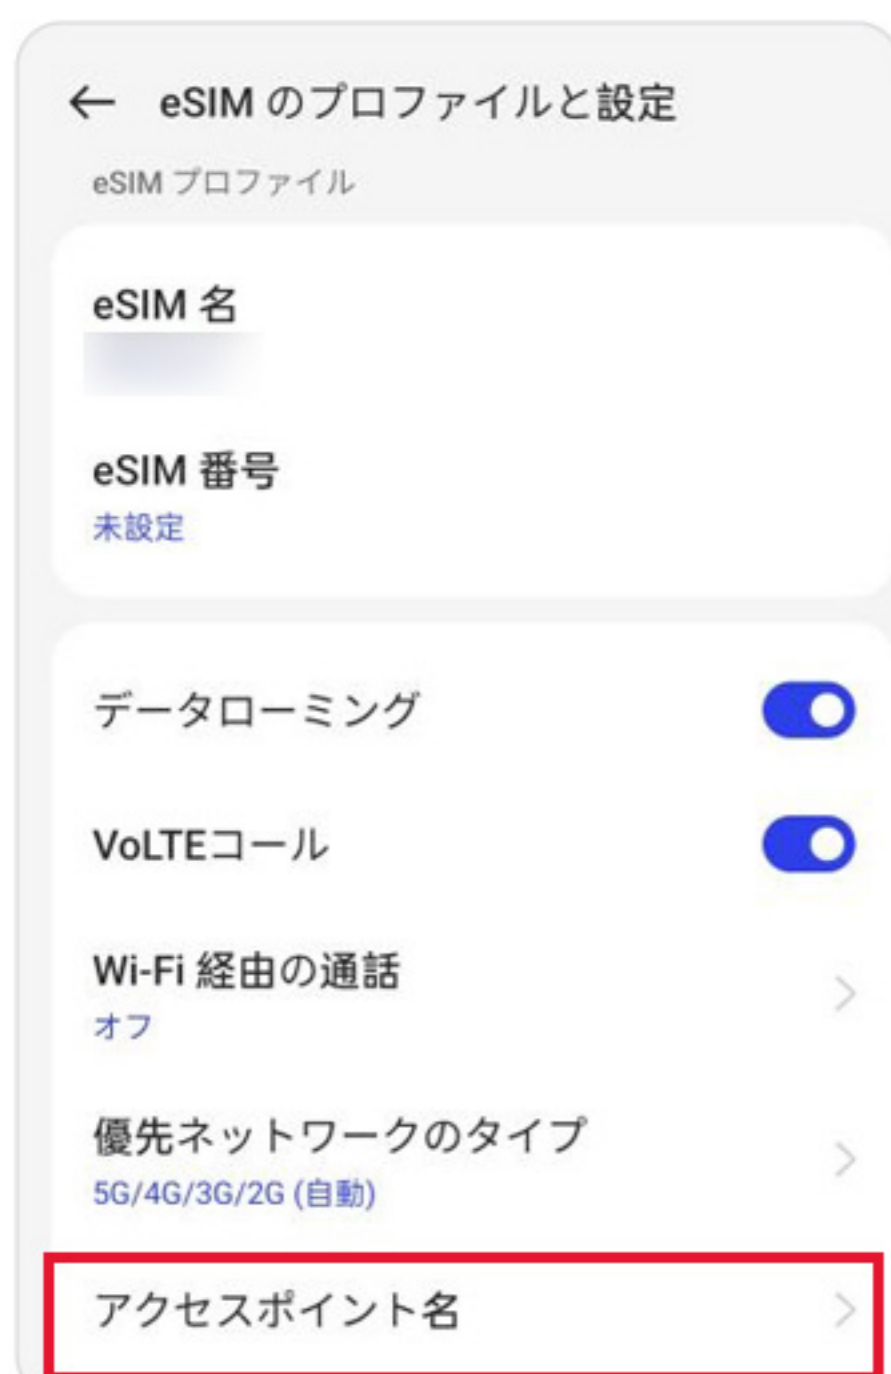 eSIM のプロファイルと設定
eSIM プロファイル
eSIM 名
eSIM 番号
未設定
データローミング
VoLTEコール
Wi-Fi 経由の通話
オフ
優先ネットワークのタイプ
5G/4G/3G/2G (自動)
アクセスポイント名